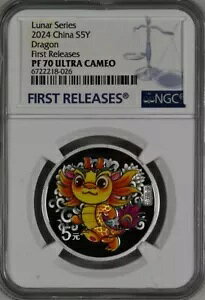 Lunar Series
2024 China S5Y
Dragon
First Releases
PF 70 ULTRA CAMEO
6722218-026
FIRST RELEASES®
NGC
5元